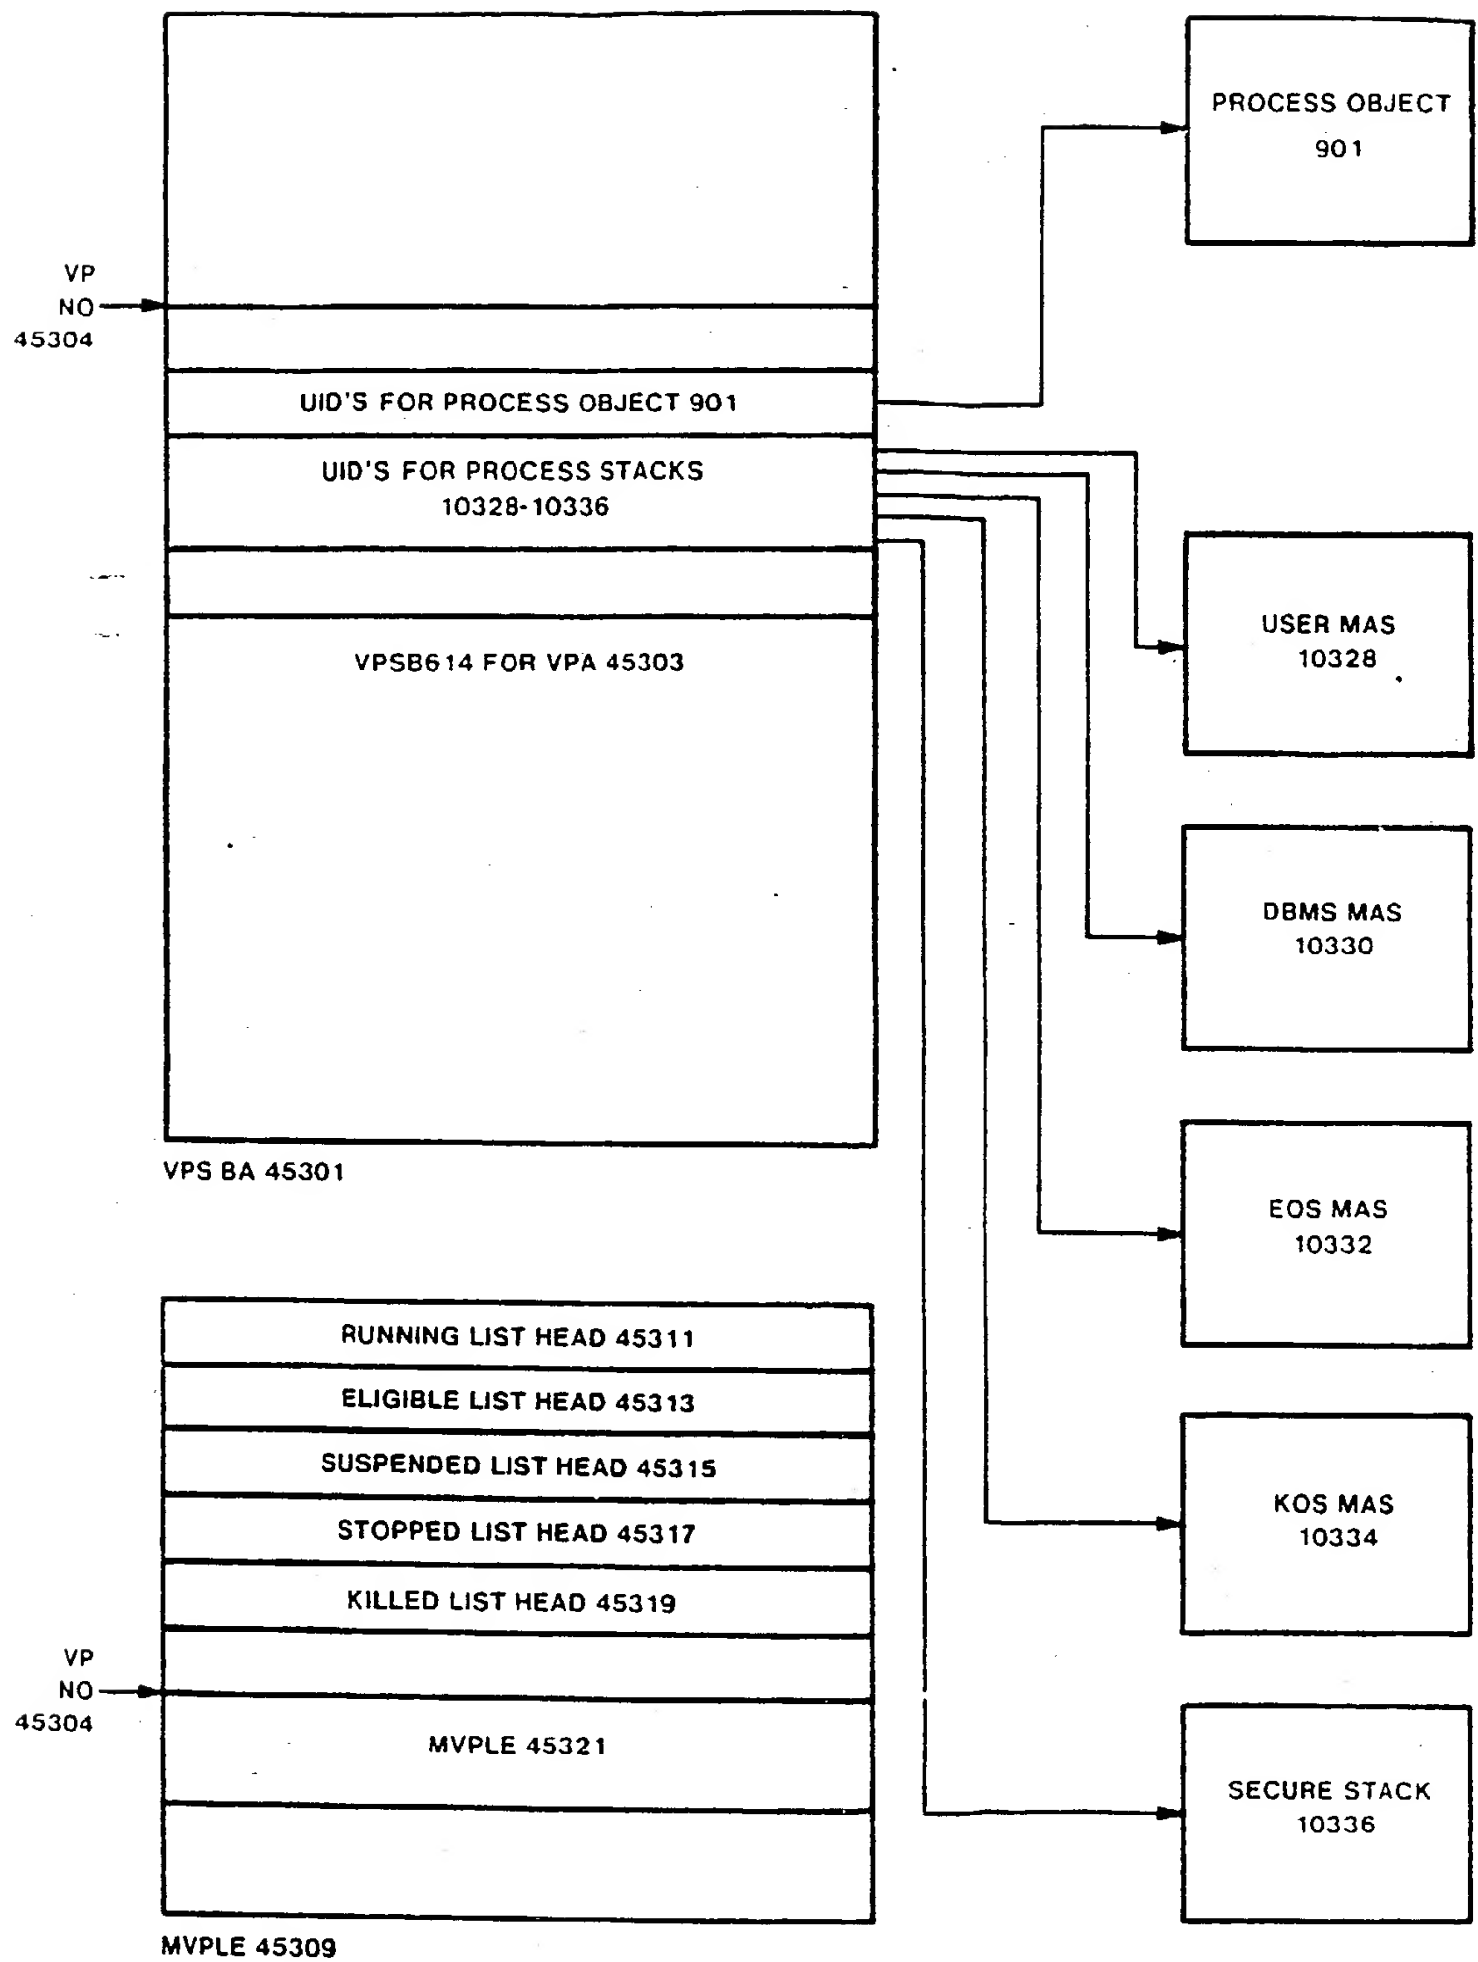 PROCESS OBJECT
901
VP
NO
45304
UID'S FOR PROCESS OBJECT 901
UID'S FOR PROCESS STACKS
10328-10336
VPSB614 FOR VPA 45303
VPS BA 45301
USER MAS
10328
DBMS MAS
10330
EOS MAS
10332
KOS MAS
10334
SECURE STACK
10336
RUNNING LIST HEAD 45311
ELIGIBLE LIST HEAD 45313
SUSPENDED LIST HEAD 45315
STOPPED LIST HEAD 45317
KILLED LIST HEAD 45319
VP
NO
45304
MVPLE 45321
MVPLE 45309